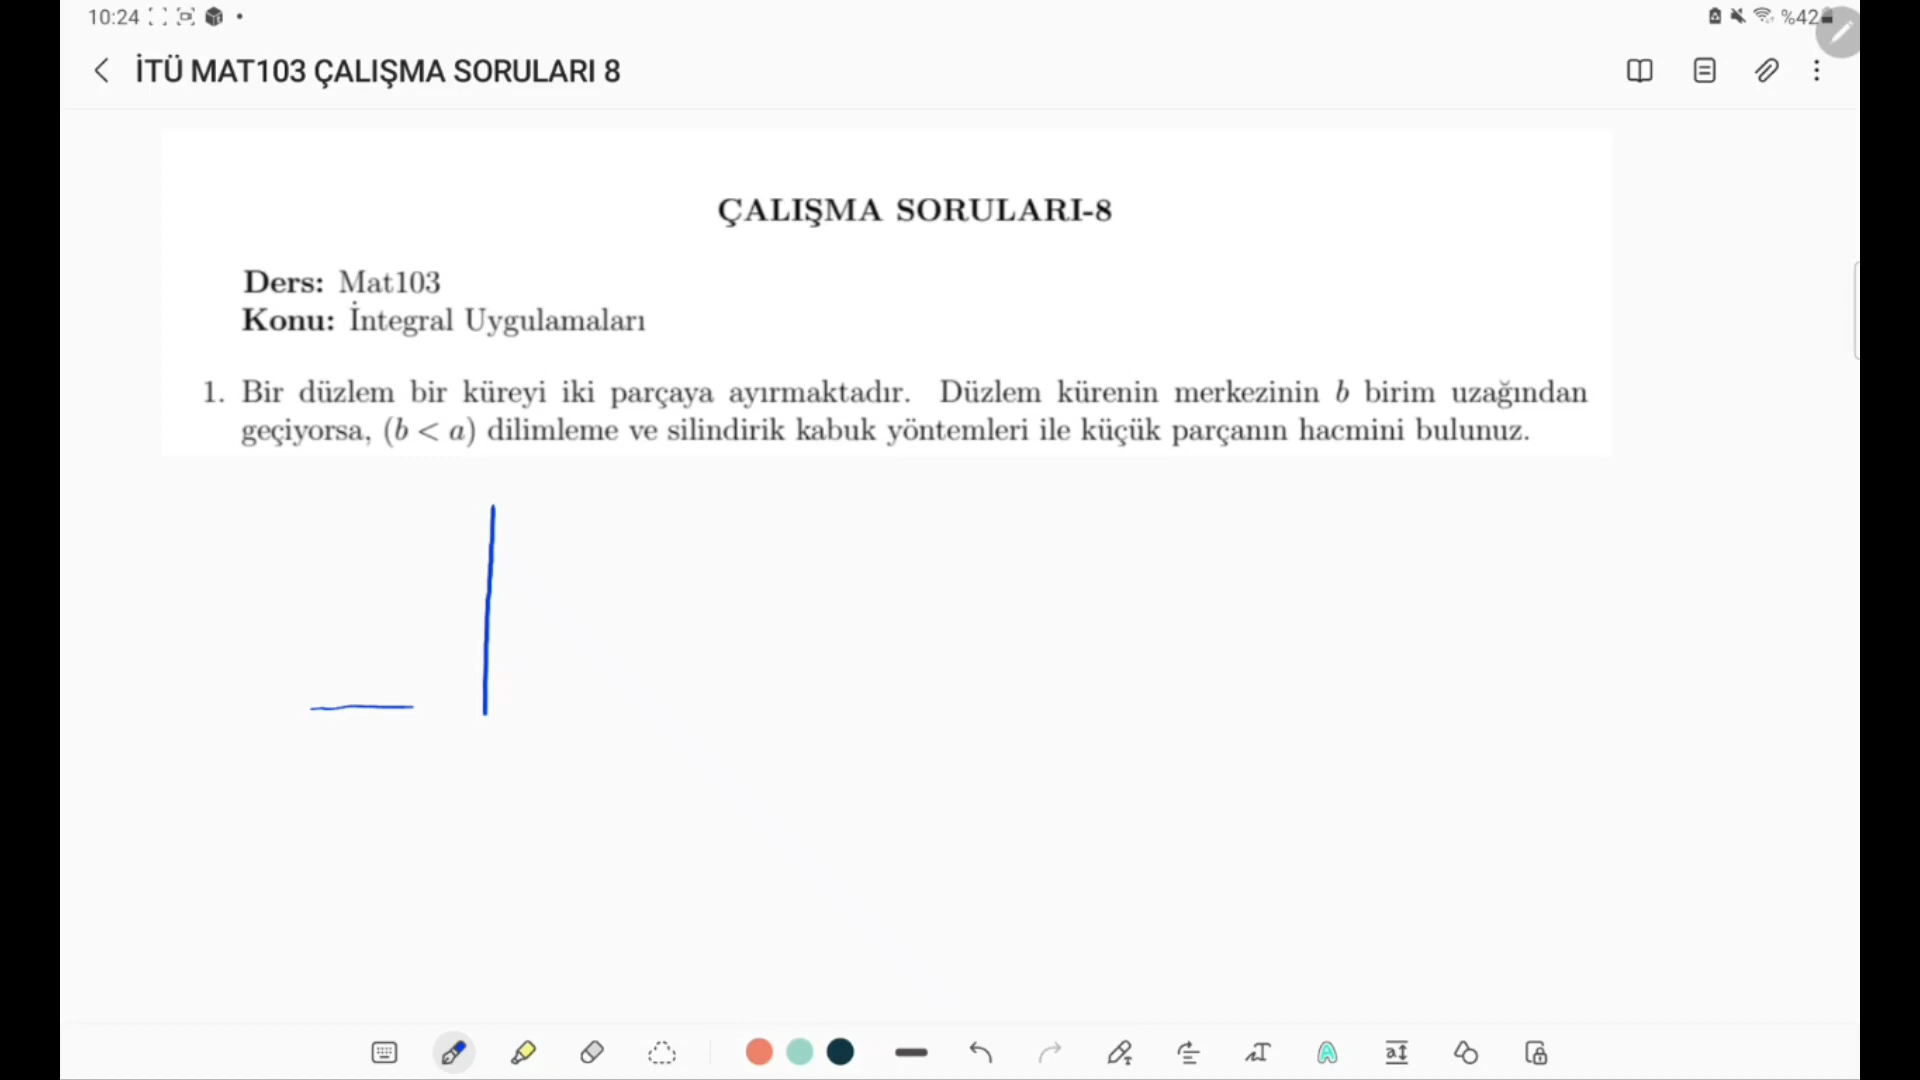 10:24
%42
İTÜ MAT103 ÇALIŞMA SORULARI 8
ÇALIŞMA SORULARI-8
Ders: Mat103
Konu: İntegral Uygulamaları
1. Bir düzlem bir küreyi iki parçaya ayırmaktadır. Düzlem kürenin merkezinin b birim uzağından
geçiyorsa, (b < a) dilimleme ve silindirik kabuk yöntemleri ile küçük parçanın hacmini bulunuz.